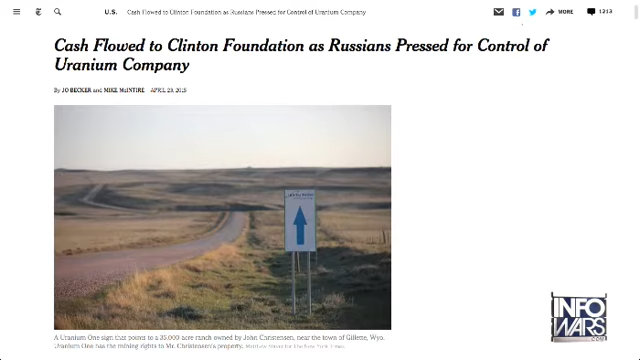 U.S. Cash Flowed to Clinton Foundation as Russians Pressed for Control of Uranium Company MORE 1213
Cash Flowed to Clinton Foundation as Russians Pressed for Control of
Uranium Company
By JO BECKER and MIKE McINTIRE APRIL 23, 2015
A Uranium One sign that points to a 35,000 acre ranch owned by John Christensen, near the town of Gillette, Wyo.
Uranium One has the mining rights to Mr. Christensen's property.
INFO
WARS
.COM